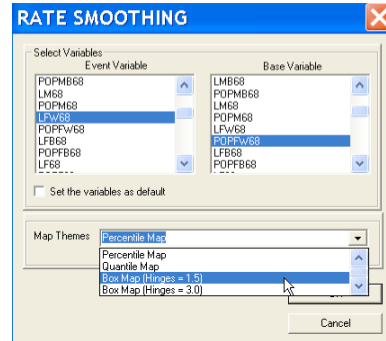 RATE SMOOTHING
Select Variables
Event Variable
Base Variable
POPMB68
LM68
POPM68
LFW68
POPFW68
LFB68
POPFB68
LF68
LMB68
POPMB68
LM68
POPM68
LFW68
POPFW68
LFB68
POPFB68
Set the variables as default
Map Themes
Percentile Map
Percentile Map
Quantile Map
Box Map (Hinges = 1.5)
Box Map (Hinges = 3.0)
Cancel